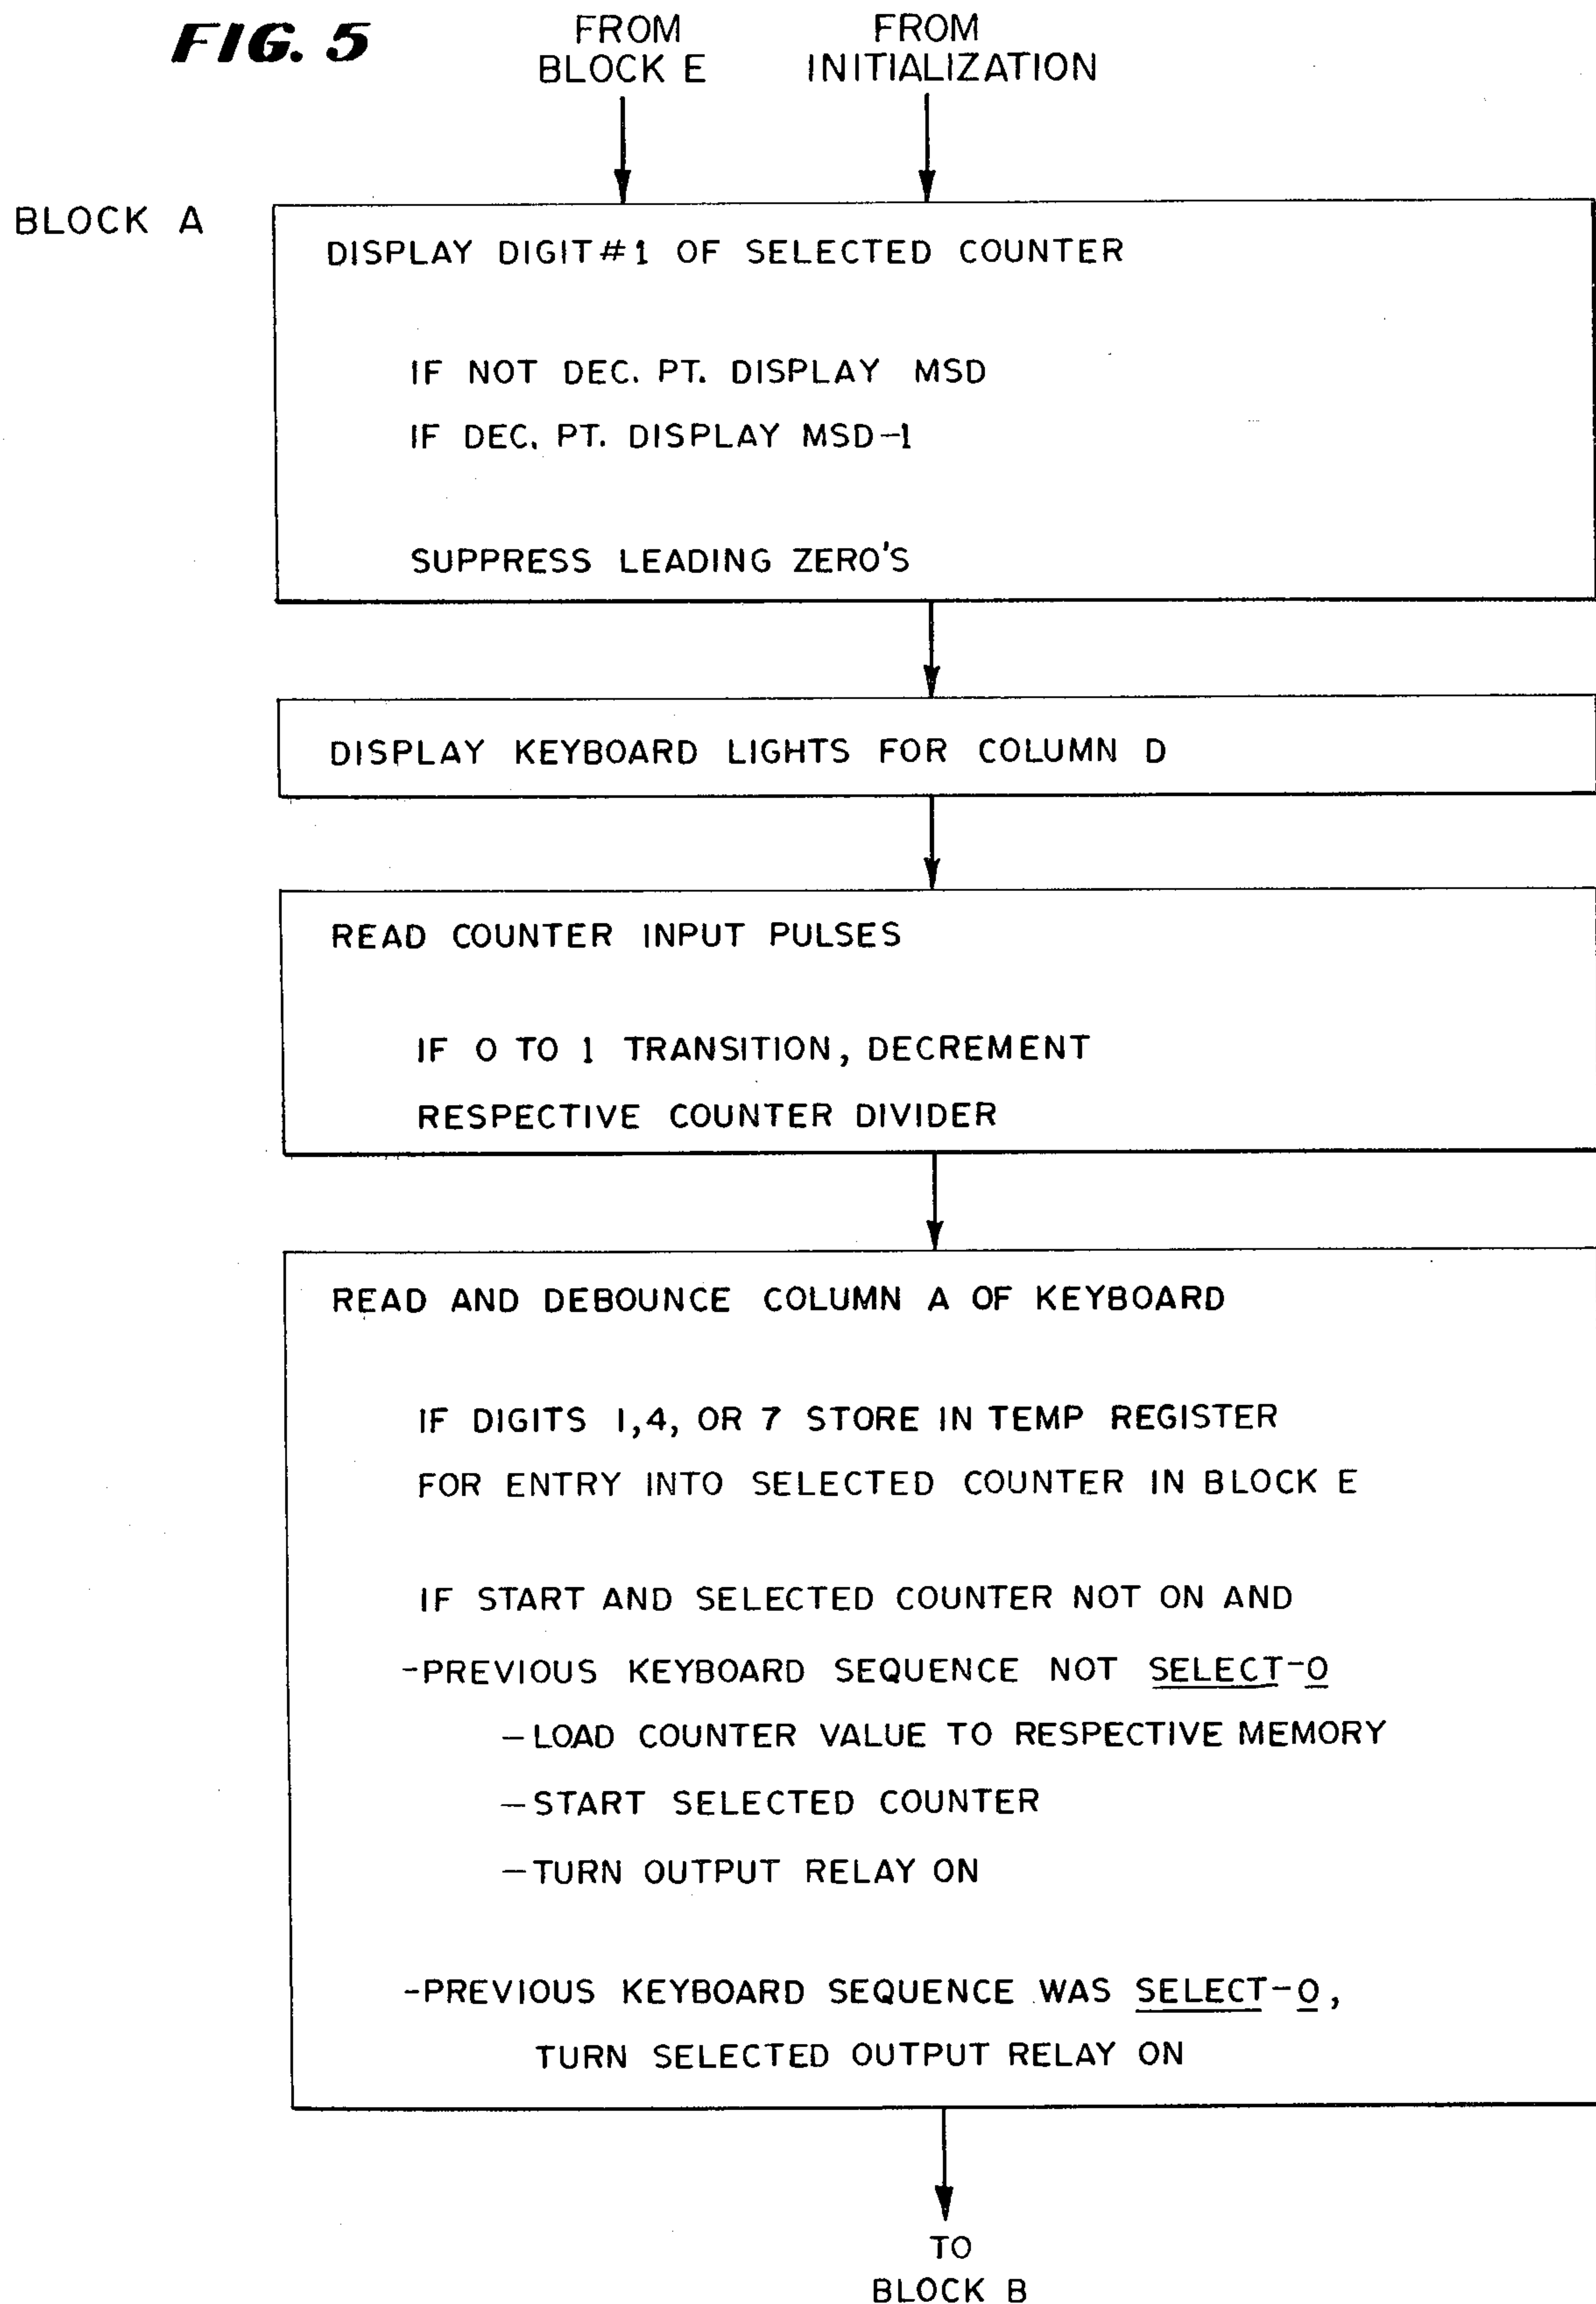 FIG. 5
FROM
BLOCK E
FROM
INITIALIZATION
BLOCK A
DISPLAY DIGIT#1 OF SELECTED COUNTER
IF NOT DEC. PT. DISPLAY MSD
IF DEC. PT. DISPLAY MSD-1
SUPPRESS LEADING ZERO'S
DISPLAY KEYBOARD LIGHTS FOR COLUMN D
READ COUNTER INPUT PULSES
IF 0 TO 1 TRANSITION, DECREMENT
RESPECTIVE COUNTER DIVIDER
READ AND DEBOUNCE COLUMN A OF KEYBOARD
IF DIGITS 1,4, OR 7 STORE IN TEMP REGISTER
FOR ENTRY INTO SELECTED COUNTER IN BLOCK E
IF START AND SELECTED COUNTER NOT ON AND
-PREVIOUS KEYBOARD SEQUENCE NOT SELECT-0
-LOAD COUNTER VALUE TO RESPECTIVE MEMORY
-START SELECTED COUNTER
-TURN OUTPUT RELAY ON
-PREVIOUS KEYBOARD SEQUENCE WAS SELECT-0,
TURN SELECTED OUTPUT RELAY ON
TO
BLOCK B